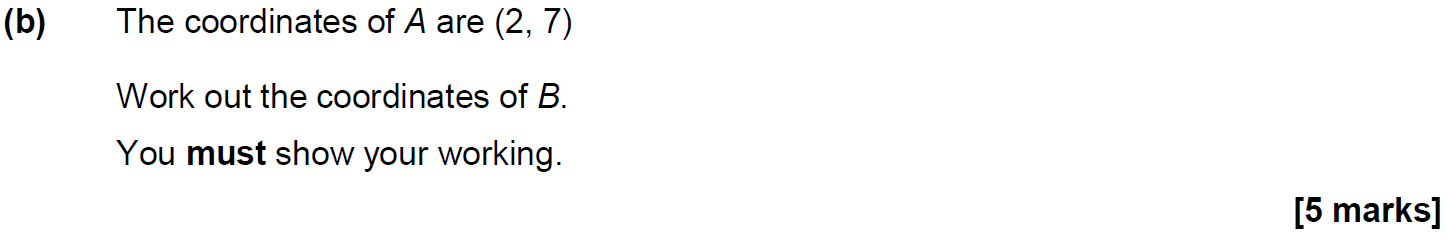 (b) The coordinates of A are (2, 7)
Work out the coordinates of B.
You must show your working.
[5 marks]